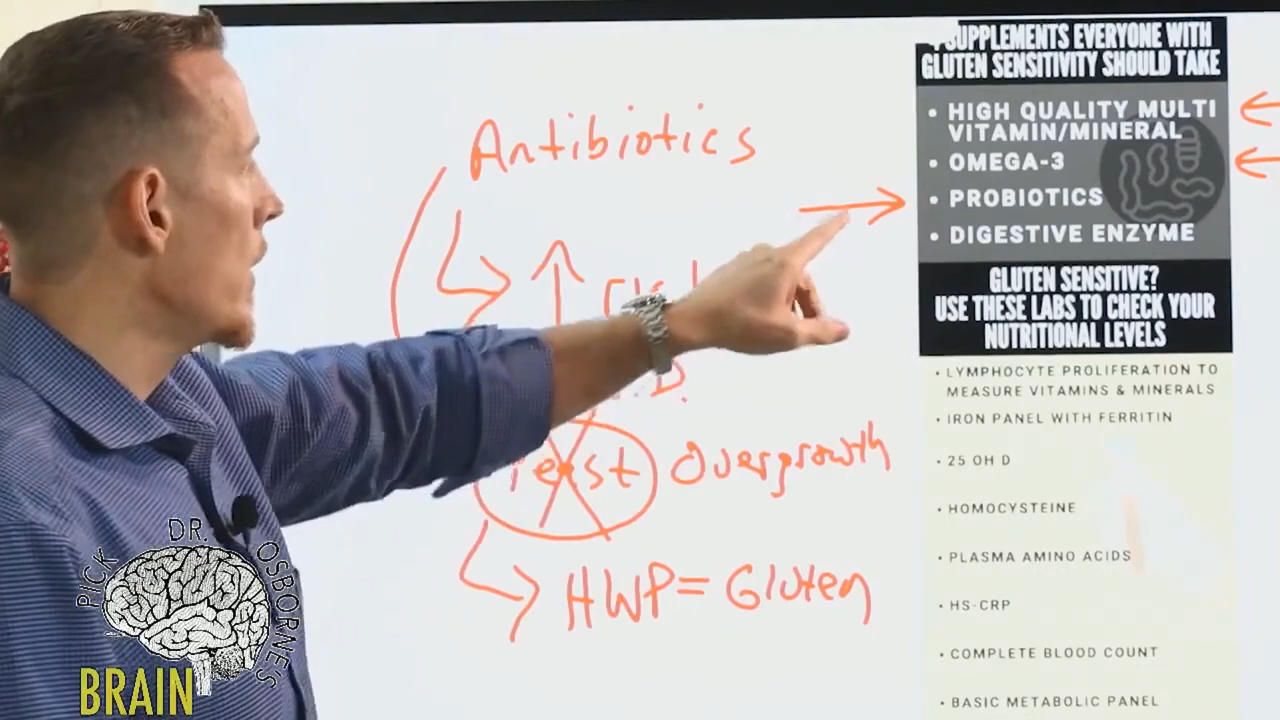 Antibiotics
D.
Overgrowth
HWP = Gluten
4 SUPPLEMENTS EVERYONE WITH
GLUTEN SENSITIVITY SHOULD TAKE
• HIGH QUALITY MULTI
VITAMIN/MINERAL
• OMEGA-3
• PROBIOTICS
• DIGESTIVE ENZYME
GLUTEN SENSITIVE?
USE THESE LABS TO CHECK YOUR
NUTRITIONAL LEVELS
• LYMPHOCYTE PROLIFERATION TO
MEASURE VITAMINS & MINERALS
• IRON PANEL WITH FERRITIN
• 25 OH D
• HOMOCYSTEINE
• PLASMA AMINO ACIDS
• HS-CRP
• COMPLETE BLOOD COUNT
• BASIC METABOLIC PANEL
PICK DR. OSBORNE'S
BRAIN